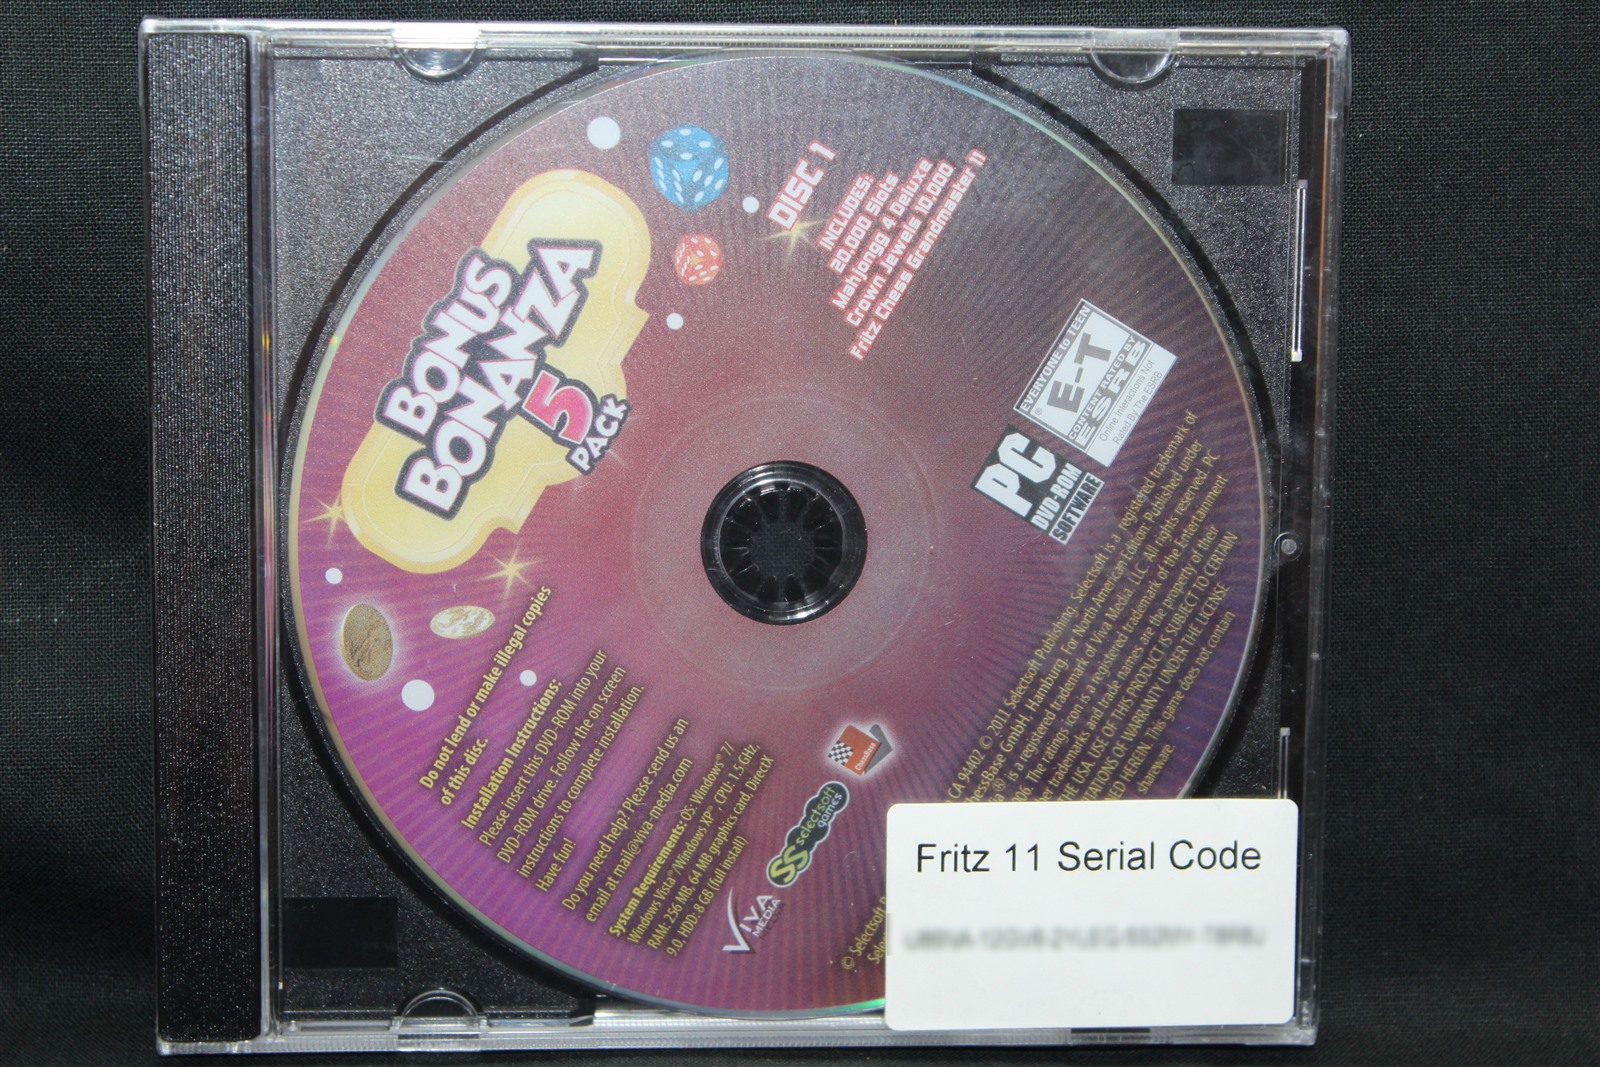 BONUS
BONANZA
5
PACK
DISC 1
INCLUDES:
20,000 Slots
Mahjongg 4 Deluxe
Crown Jewels 10,000
Fritz Chess Grandmaster 11
EVERYONE to TEEN
E-T
®
CONTENT RATED BY
ESRB
Online Interactions Not
Rated By The ESRB
PC
DVD-ROM
SOFTWARE
Do not lend or make illegal copies
of this disc.
Installation Instructions:
Please insert this DVD-ROM into your
DVD-ROM drive. Follow the on screen
instructions to complete installation.
Have fun!
Do you need help? Please send us an
email at mail@viva-media.com
System Requirements: OS: Windows® 7/
Windows Vista®/Windows XP®, CPU: 1.5 GHz,
RAM: 256 MB, 64 MB graphics card, DirectX
9.0, HDD: 8 GB (full install)
VIVA
MEDIA
SS selectsoft
games
ChessBase
© Selectsoft
CA 94402 © 2011 Selectsoft Publishing. Selectsoft is a registered trademark of
ChessBase GmbH, Hamburg. For North American Edition: Published under
® is a registered trademark of Viva Media LLC. All rights reserved. PC
The ratings icon is a registered trademark of the Entertainment
trademarks and trade names are the property of their
THE USA. USE OF THIS PRODUCT IS SUBJECT TO CERTAIN
OF WARRANTY UNDER THE LICENSE
HEREIN. This game does not contain
shareware.
Fritz 11 Serial Code